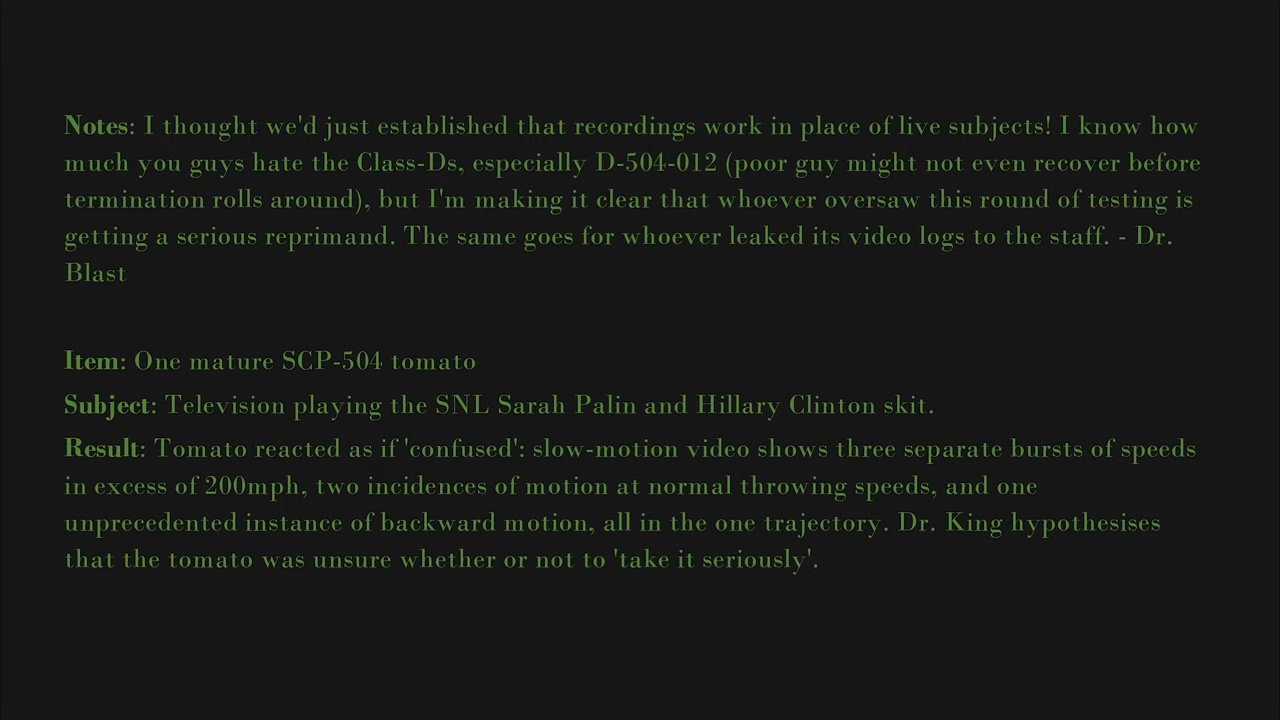 Notes: I thought we'd just established that recordings work in place of live subjects! I know how
much you guys hate the Class-Ds, especially D-504-012 (poor guy might not even recover before
termination rolls around), but I'm making it clear that whoever oversaw this round of testing is
getting a serious reprimand. The same goes for whoever leaked its video logs to the staff. - Dr.
Blast
Item: One mature SCP-504 tomato
Subject: Television playing the SNL Sarah Palin and Hillary Clinton skit.
Result: Tomato reacted as if 'confused': slow-motion video shows three separate bursts of speeds
in excess of 200mph, two incidences of motion at normal throwing speeds, and one
unprecedented instance of backward motion, all in the one trajectory. Dr. King hypothesises
that the tomato was unsure whether or not to 'take it seriously'.